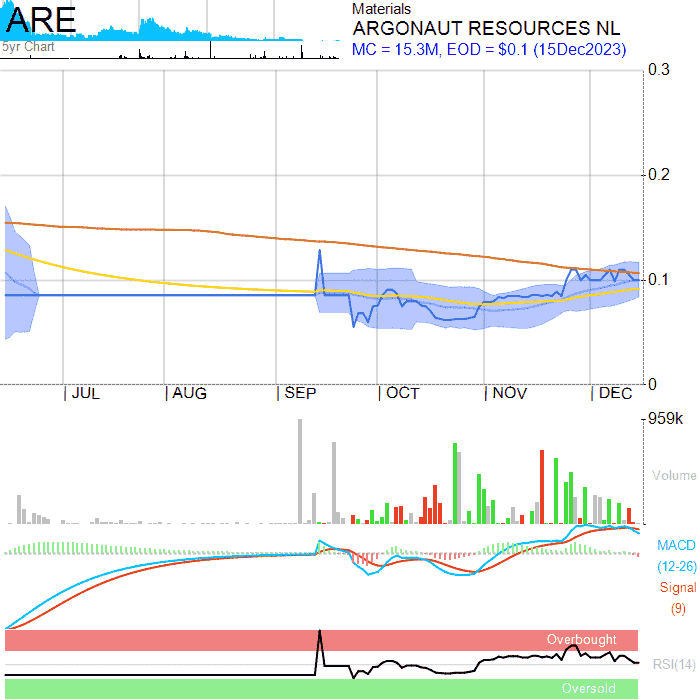 ARE
5yr Chart
Materials
ARGONAUT RESOURCES NL
MC = 15.3M, EOD = $0.1 (15Dec2023)
0.3
0.2
0.1
0
JUL
AUG
SEP
OCT
NOV
DEC
959k
Volume
MACD
(12-26)
Signal
(9)
Overbought
RSI(14)
Oversold